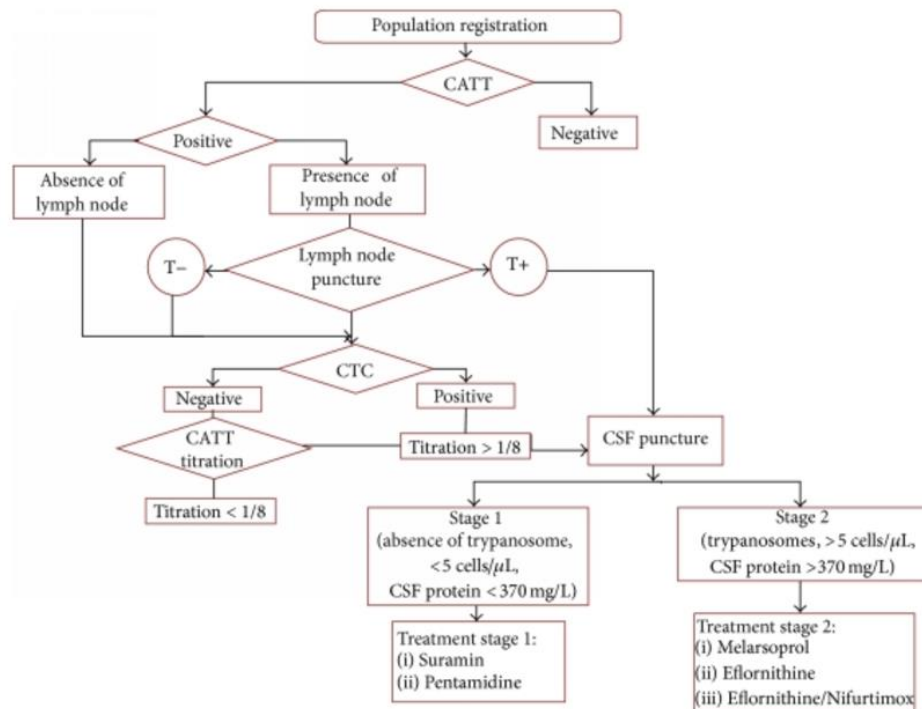 Population registration
CATT
Negative
Positive
Absence of
lymph node
Presence of
lymph node
T−
Lymph node
puncture
T+
CTC
Negative
Positive
CATT
titration
Titration > 1/8
CSF puncture
Titration < 1/8
Stage 1
(absence of trypanosome,
<5 cells/μL,
CSF protein < 370 mg/L)
Stage 2
(trypanosomes, >5 cells/μL,
CSF protein >370 mg/L)
Treatment stage 1:
(i) Suramin
(ii) Pentamidine
Treatment stage 2:
(i) Melarsoprol
(ii) Eflornithine
(iii) Eflornithine/Nifurtimox